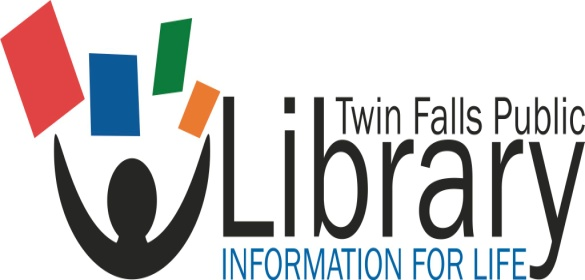 Twin Falls Public
Library
INFORMATION FOR LIFE